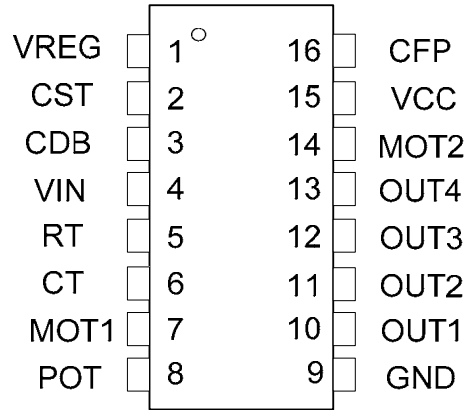 VREG 1 16 CFP
CST 2 15 VCC
CDB 3 14 MOT2
VIN 4 13 OUT4
RT 5 12 OUT3
CT 6 11 OUT2
MOT1 7 10 OUT1
POT 8 9 GND